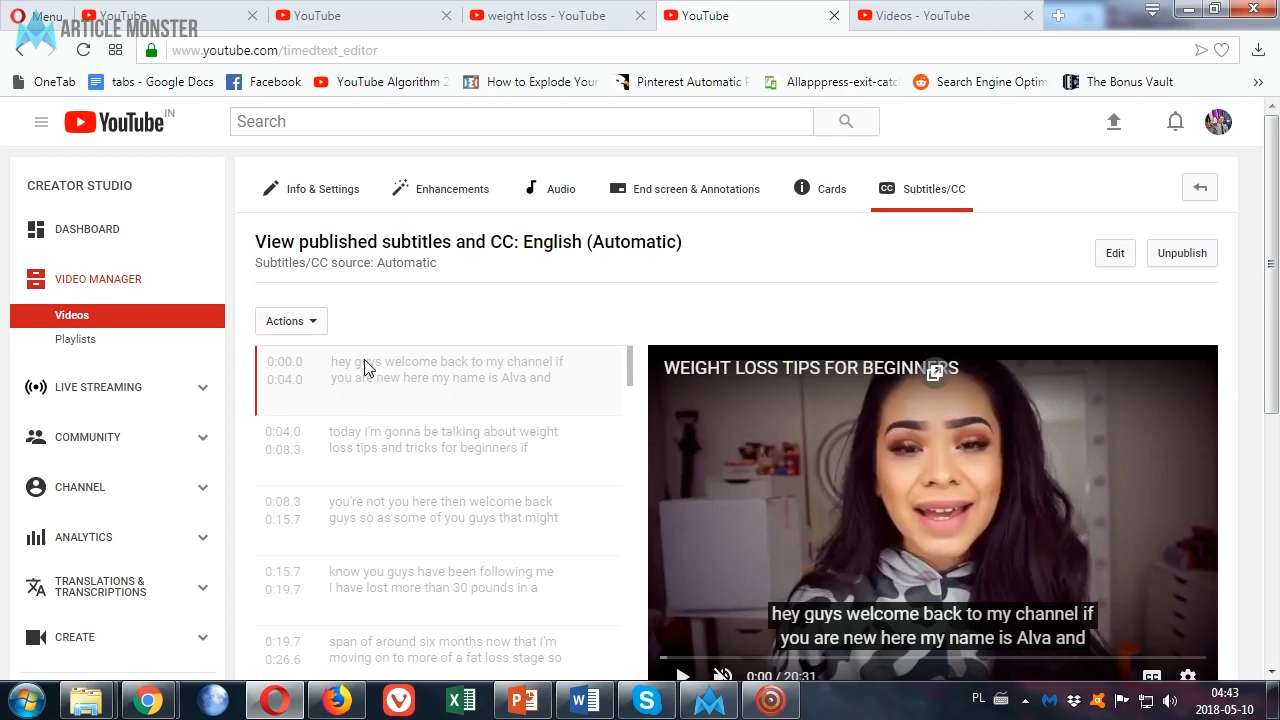 Menu
YouTube
YouTube
weight loss - YouTube
YouTube
Videos - YouTube
ARTICLE MONSTER
www.youtube.com/timedtext_editor
OneTab
tabs - Google Docs
Facebook
YouTube Algorithm 2
How to Explode Your
Pinterest Automatic P
Allapppress-exit-catc
Search Engine Optim
The Bonus Vault
YouTube IN
Search
CREATOR STUDIO
DASHBOARD
VIDEO MANAGER
Videos
Playlists
LIVE STREAMING
COMMUNITY
CHANNEL
ANALYTICS
TRANSLATIONS &
TRANSCRIPTIONS
CREATE
Info & Settings
Enhancements
Audio
End screen & Annotations
Cards
CC Subtitles/CC
View published subtitles and CC: English (Automatic)
Subtitles/CC source: Automatic
Edit
Unpublish
Actions
0:00.0 hey guys welcome back to my channel if
0:04.0 you are new here my name is Alva and
0:04.0 today I'm gonna be talking about weight
0:08.3 loss tips and tricks for beginners if
0:08.3 you're not you here then welcome back
0:15.7 guys so as some of you guys that might
0:15.7 know you guys have been following me
0:19.7 I have lost more than 30 pounds in a
0:19.7 span of around six months now that I'm
0:26.6 moving on to more of a fat loss stage so
WEIGHT LOSS TIPS FOR BEGINNERS
hey guys welcome back to my channel if
you are new here my name is Alva and
0:00 / 20:31
PL
04:43
2018-05-10